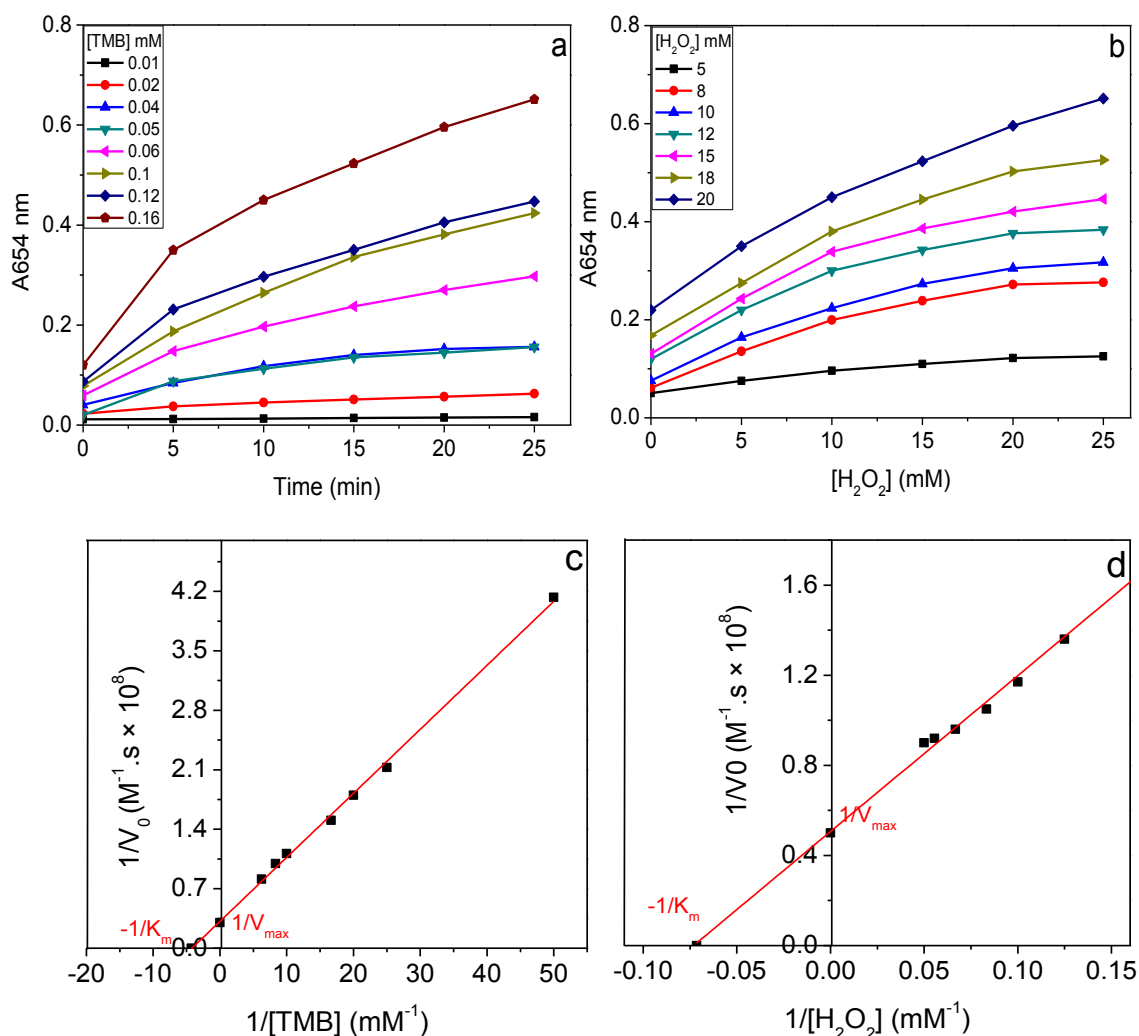 a
[TMB] mM
0.01
0.02
0.04
0.05
0.06
0.1
0.12
0.16
0.8
0.6
0.4
0.2
0.0
A654 nm
0 5 10 15 20 25
Time (min)
b
[H₂O₂] mM
5
8
10
12
15
18
20
0.8
0.6
0.4
0.2
0.0
A654 nm
0 5 10 15 20 25
[H₂O₂] (mM)
c
4.2
3.5
2.8
2.1
1.4
0.7
0.0
1/V₀ (M⁻¹.s × 10⁸)
-1/Kₘ
1/Vₘₐₓ
-20 -10 0 10 20 30 40 50
1/[TMB] (mM⁻¹)
d
1.6
1.2
0.8
0.4
0.0
1/V0 (M⁻¹.s × 10⁸)
1/Vₘₐₓ
-1/Kₘ
-0.10 -0.05 0.00 0.05 0.10 0.15
1/[H₂O₂] (mM⁻¹)